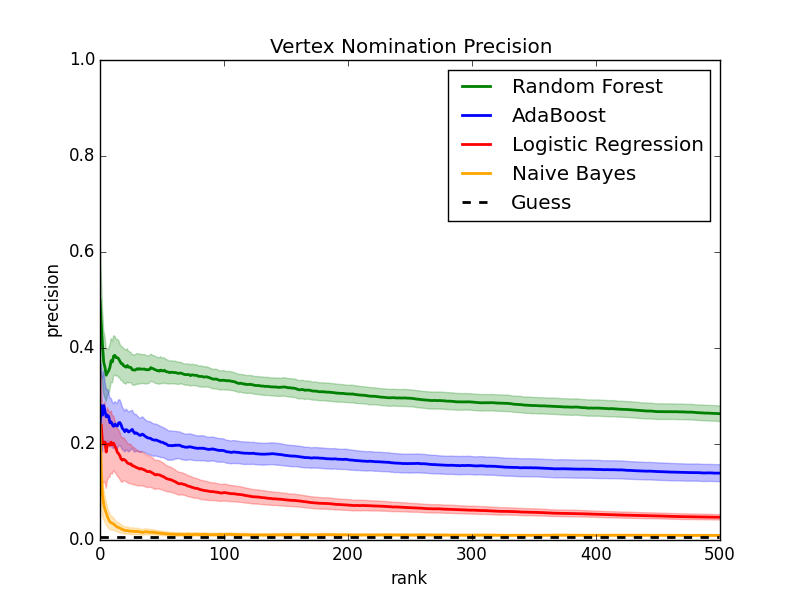 Vertex Nomination Precision
1.0
0.8
0.6
0.4
0.2
0.0
precision
Random Forest
AdaBoost
Logistic Regression
Naive Bayes
Guess
0 100 200 300 400 500
rank